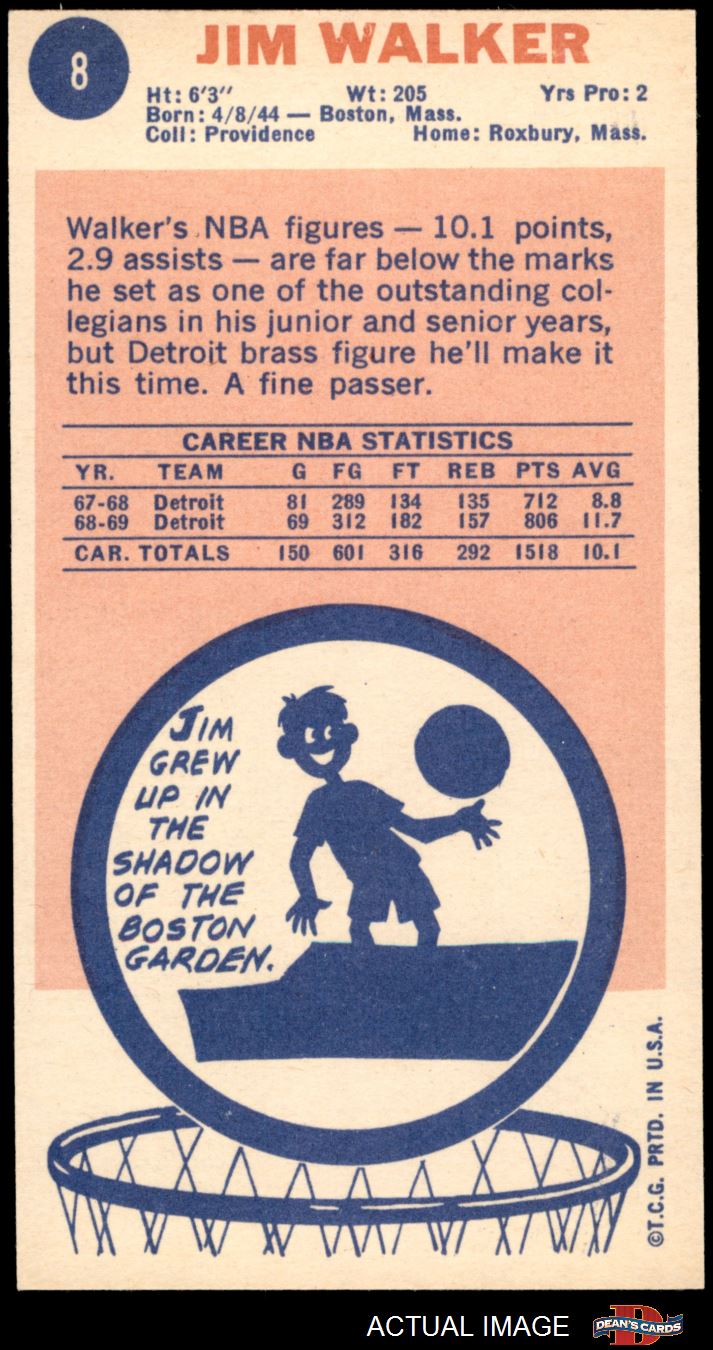 8
JIM WALKER
Ht: 6'3" Wt: 205 Yrs Pro: 2
Born: 4/8/44 — Boston, Mass.
Coll: Providence Home: Roxbury, Mass.
Walker's NBA figures — 10.1 points,
2.9 assists — are far below the marks
he set as one of the outstanding col-
legians in his junior and senior years,
but Detroit brass figure he'll make it
this time. A fine passer.
CAREER NBA STATISTICS
YR. TEAM G FG FT REB PTS AVG
67-68 Detroit 81 289 134 135 712 8.8
68-69 Detroit 69 312 182 157 806 11.7
CAR. TOTALS 150 601 316 292 1518 10.1
JIM
GREW
UP IN
THE
SHADOW
OF THE
BOSTON
GARDEN.
©T.C.G. PRTD. IN U.S.A.
ACTUAL IMAGE
D
DEAN'S CARDS